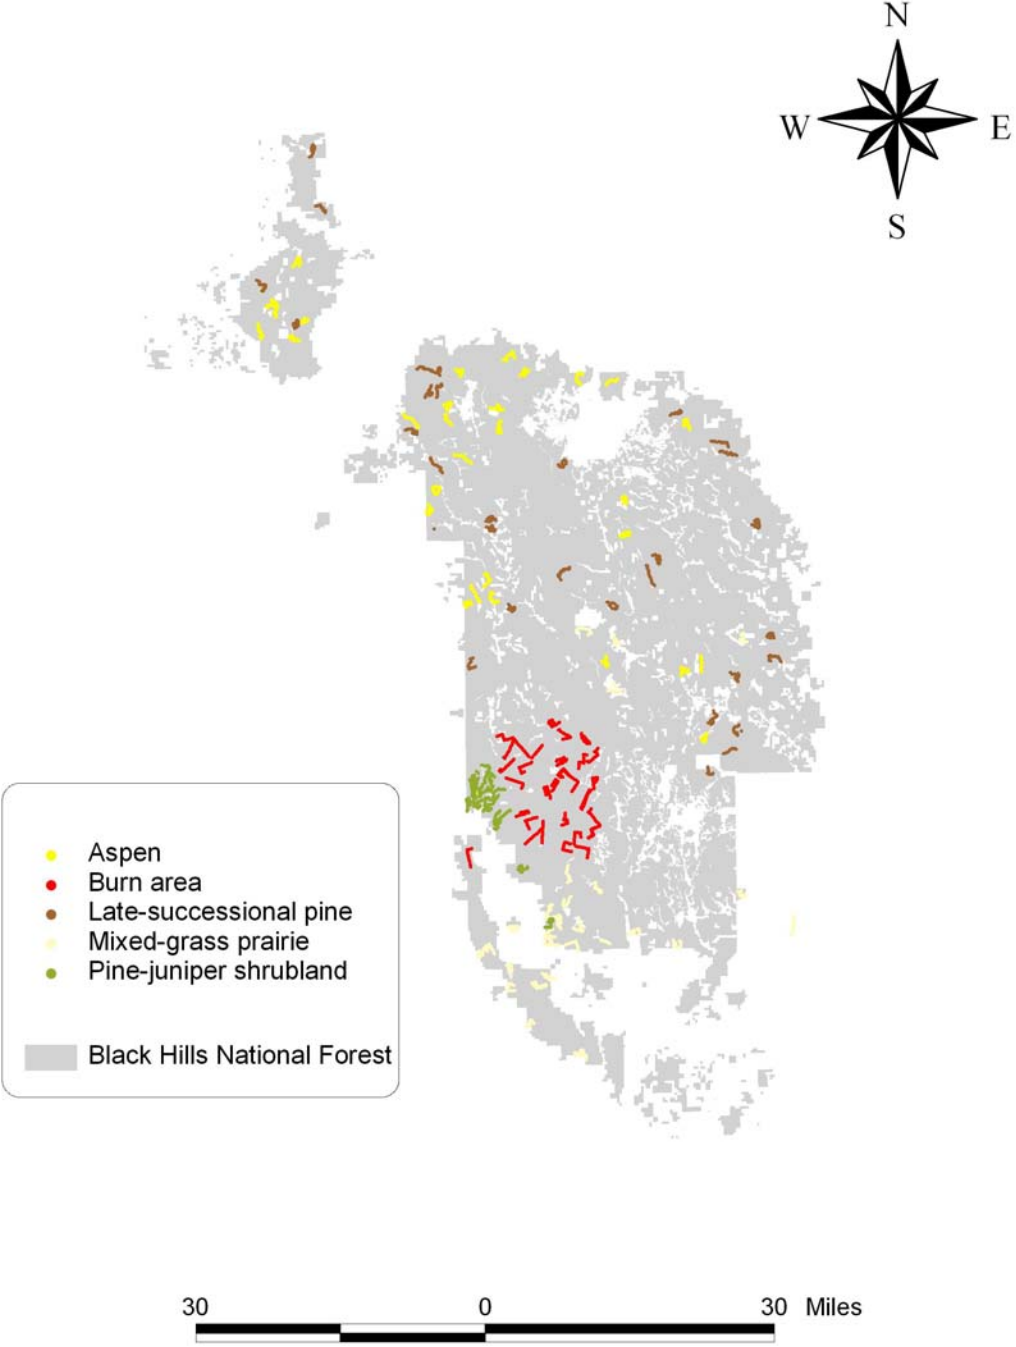 N
W E
S
Aspen
Burn area
Late-successional pine
Mixed-grass prairie
Pine-juniper shrubland
Black Hills National Forest
30 0 30 Miles